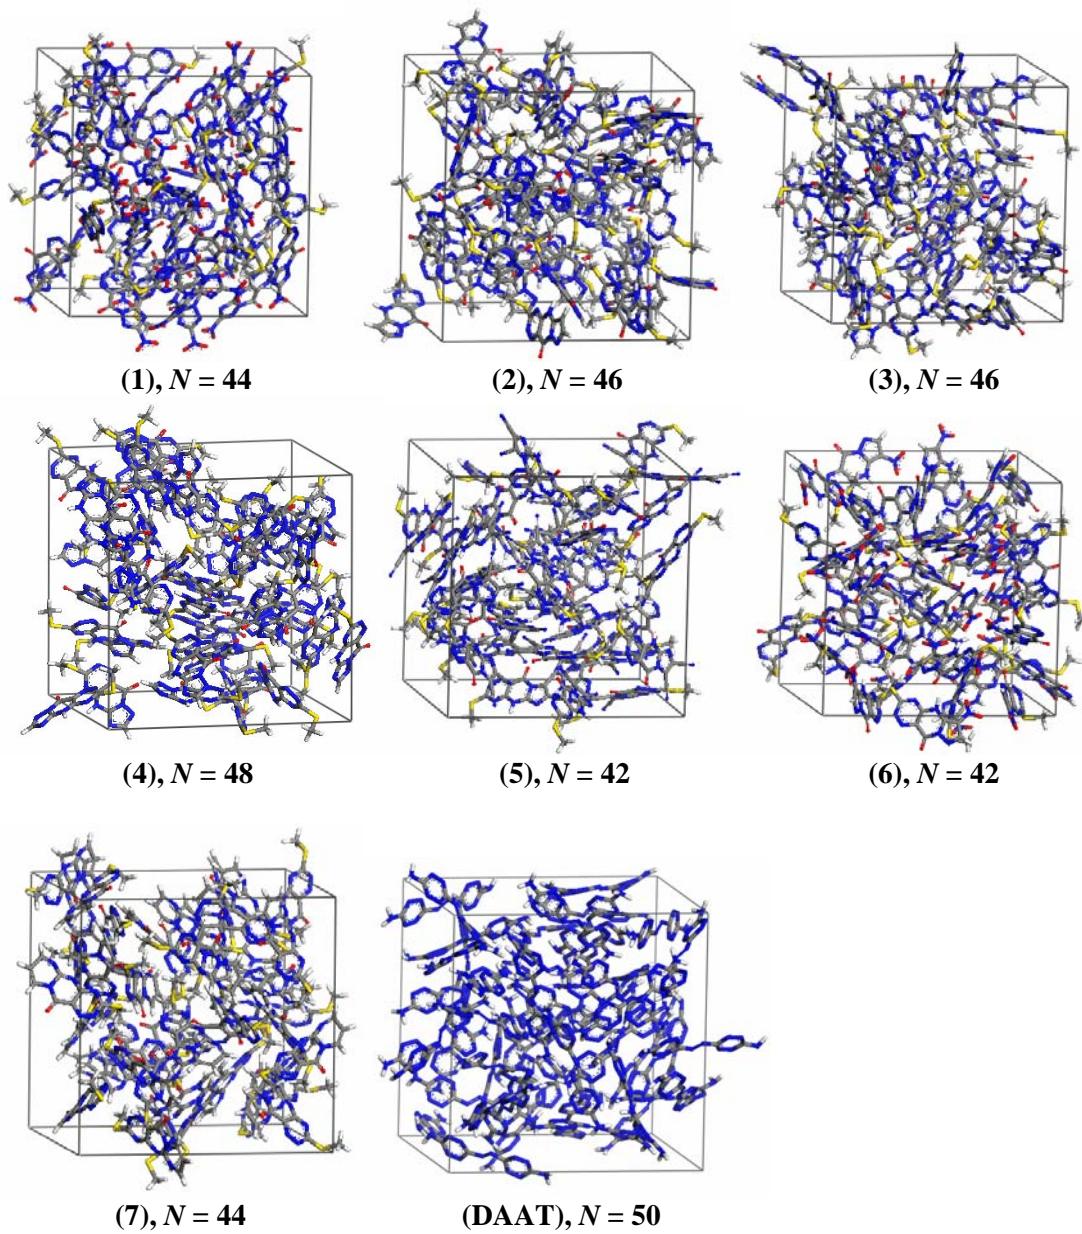 (1), N = 44
(2), N = 46
(3), N = 46
(4), N = 48
(5), N = 42
(6), N = 42
(7), N = 44
(DAAT), N = 50